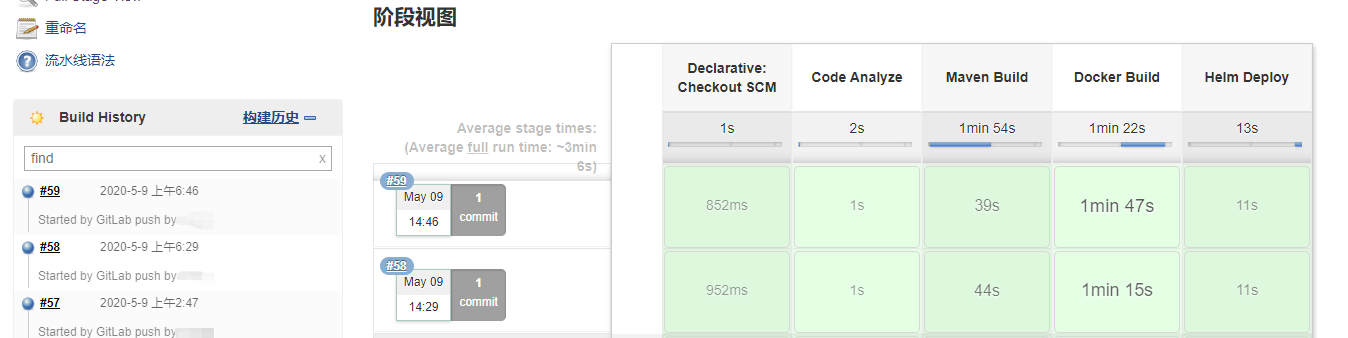 重命名
流水线语法
Build History
构建历史
find
x
#59
2020-5-9 上午6:46
Started by GitLab push by
#58
2020-5-9 上午6:29
Started by GitLab push by
#57
2020-5-9 上午2:47
Started by GitLab push by
阶段视图
Declarative:
Checkout SCM
Code Analyze
Maven Build
Docker Build
Helm Deploy
Average stage times:
(Average full run time: ~3min
6s)
1s
2s
1min 54s
1min 22s
13s
#59
May 09
14:46
1
commit
852ms
1s
39s
1min 47s
11s
#58
May 09
14:29
1
commit
952ms
1s
44s
1min 15s
11s